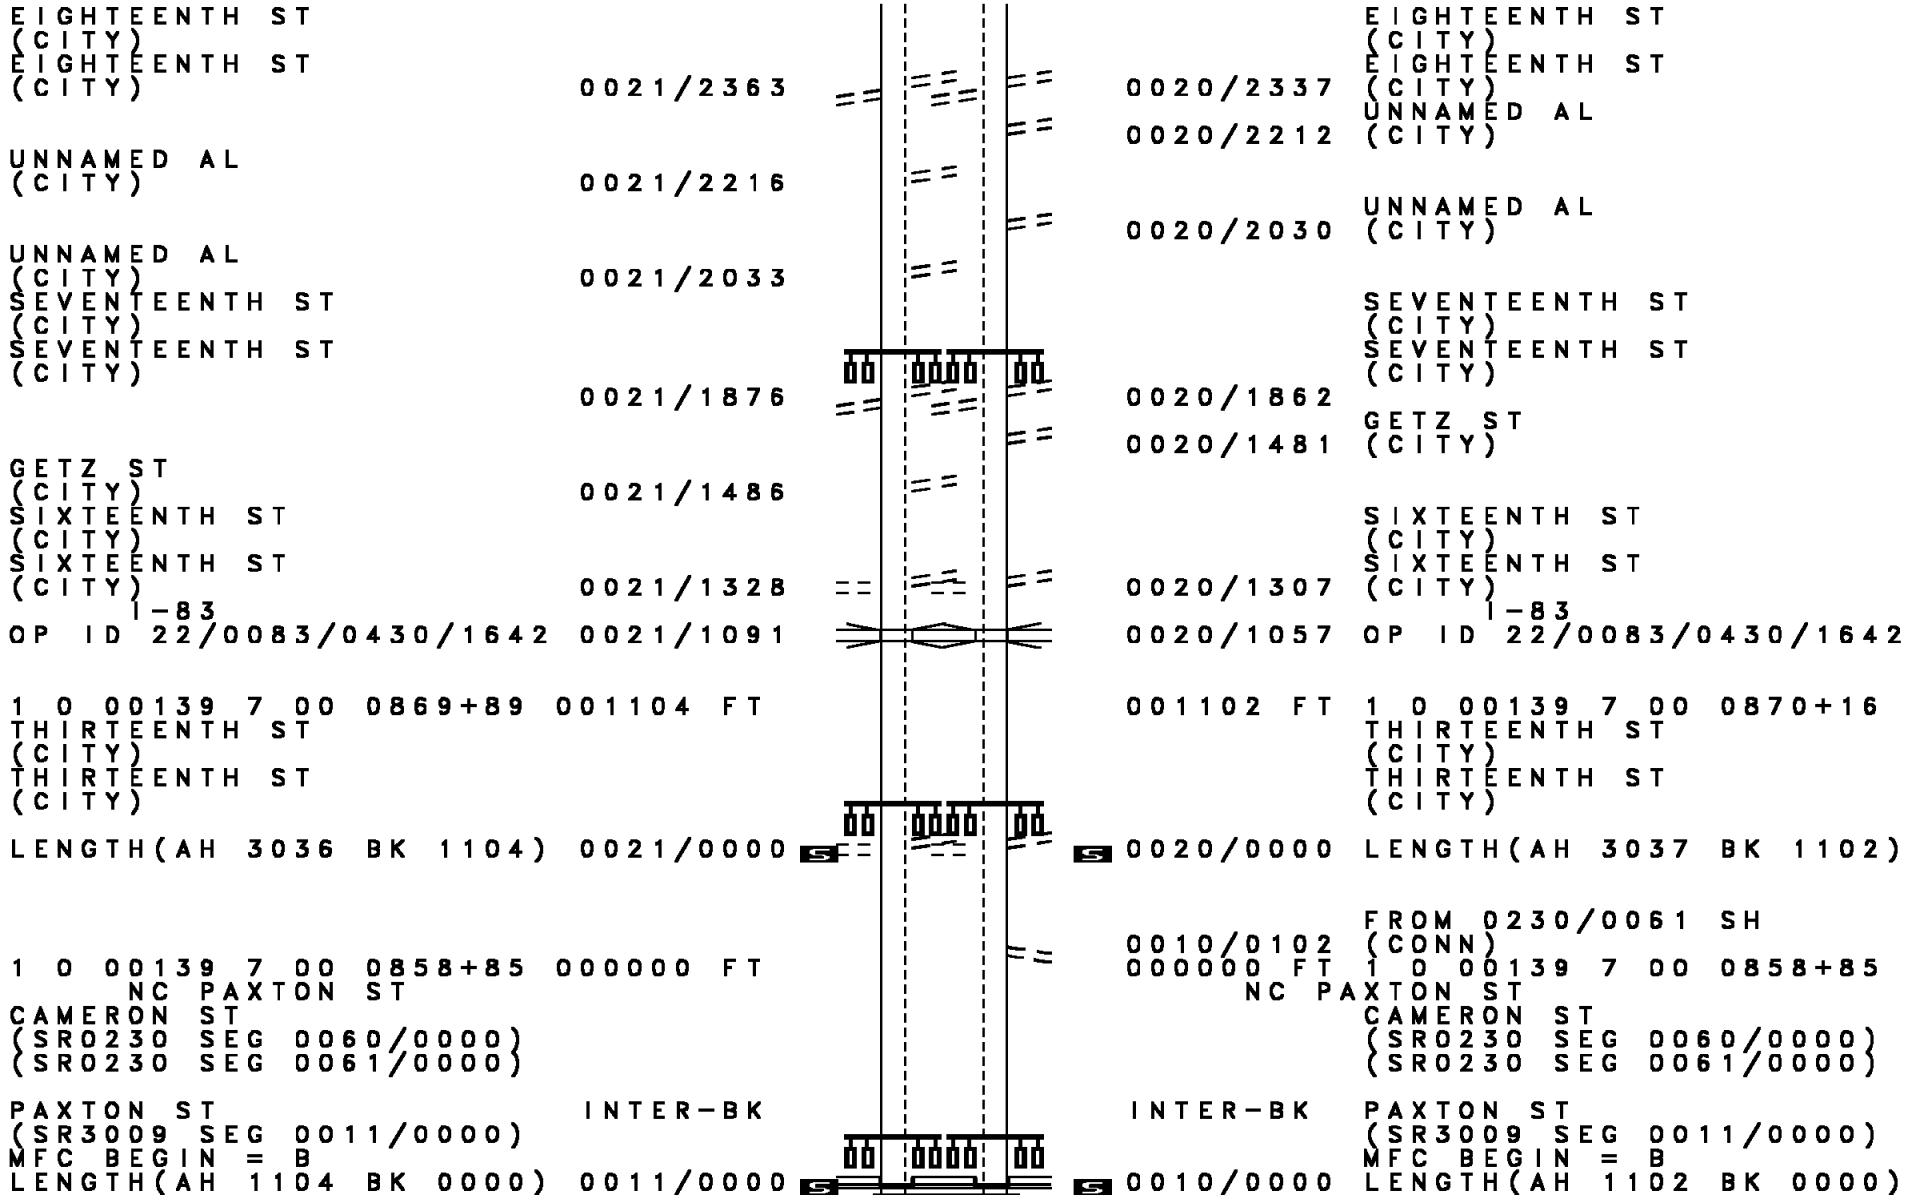 EIGHTEENTH ST EIGHTEENTH ST
(CITY) (CITY)
EIGHTEENTH ST EIGHTEENTH ST
(CITY) 0021/2363 0020/2337 (CITY)
UNNAMED AL
0020/2212 (CITY)
UNNAMED AL
(CITY) 0021/2216
UNNAMED AL
0020/2030 (CITY)
UNNAMED AL
(CITY) 0021/2033
SEVENTEENTH ST SEVENTEENTH ST
(CITY) (CITY)
SEVENTEENTH ST SEVENTEENTH ST
(CITY) (CITY)
0021/1876 0020/1862
GETZ ST
0020/1481 (CITY)
GETZ ST
(CITY) 0021/1486
SIXTEENTH ST SIXTEENTH ST
(CITY) (CITY)
SIXTEENTH ST SIXTEENTH ST
(CITY) 0021/1328 0020/1307 (CITY)
I-83 I-83
OP ID 22/0083/0430/1642 0021/1091 0020/1057 OP ID 22/0083/0430/1642
1 0 00139 7 00 0869+89 001104 FT 001102 FT 1 0 00139 7 00 0870+16
THIRTEENTH ST THIRTEENTH ST
(CITY) (CITY)
THIRTEENTH ST THIRTEENTH ST
(CITY) (CITY)
LENGTH(AH 3036 BK 1104) 0021/0000 S S 0020/0000 LENGTH(AH 3037 BK 1102)
FROM 0230/0061 SH
0010/0102 (CONN)
1 0 00139 7 00 0858+85 000000 FT 000000 FT 1 0 00139 7 00 0858+85
NC PAXTON ST NC PAXTON ST
CAMERON ST CAMERON ST
(SR0230 SEG 0060/0000) (SR0230 SEG 0060/0000)
(SR0230 SEG 0061/0000) (SR0230 SEG 0061/0000)
PAXTON ST INTER-BK INTER-BK PAXTON ST
(SR3009 SEG 0011/0000) (SR3009 SEG 0011/0000)
MFC BEGIN = B MFC BEGIN = B
LENGTH(AH 1104 BK 0000) 0011/0000 S S 0010/0000 LENGTH(AH 1102 BK 0000)